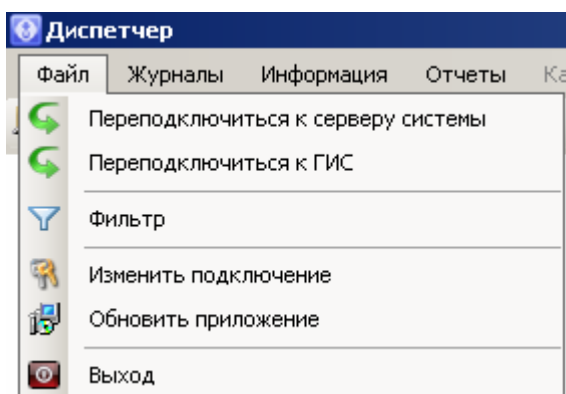 Диспетчер
Файл Журналы Информация Отчеты
Переподключиться к серверу системы
Переподключиться к ГИС
Фильтр
Изменить подключение
Обновить приложение
Выход